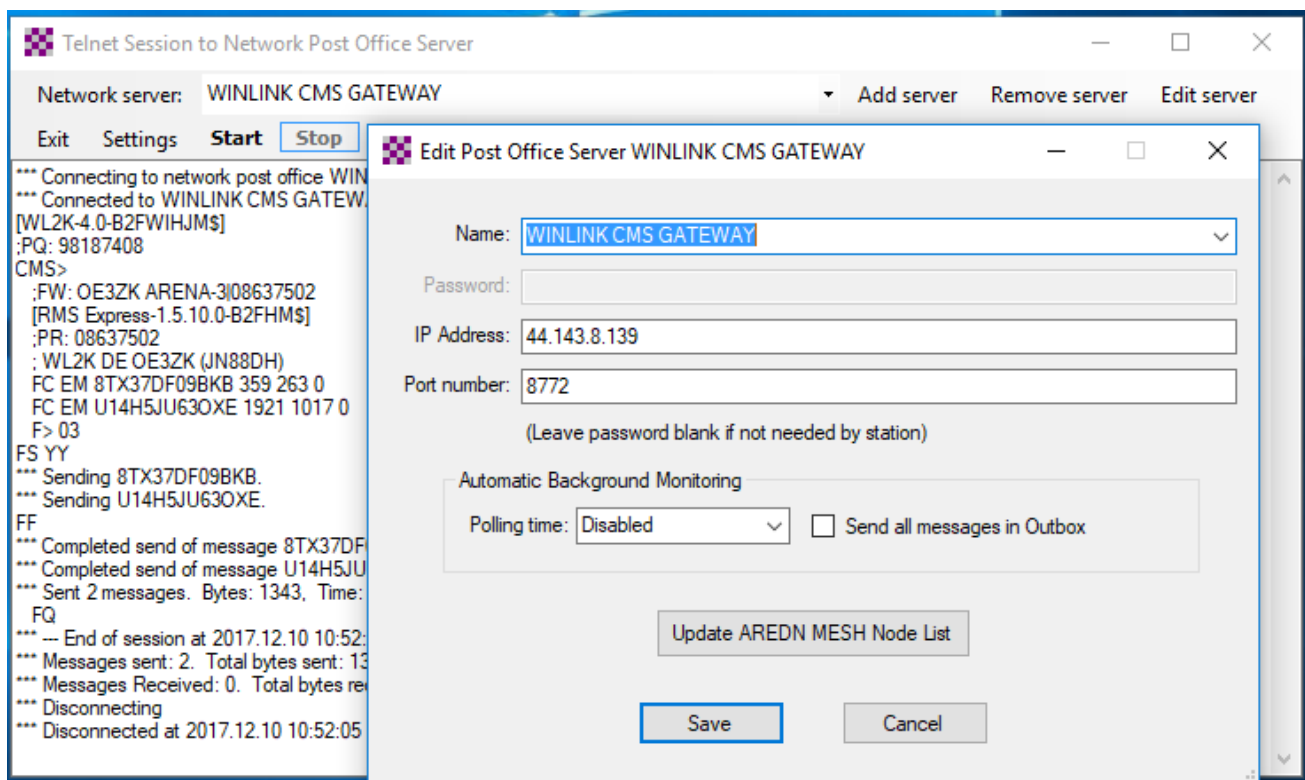 Telnet Session to Network Post Office Server
Network server: WINLINK CMS GATEWAY Add server Remove server Edit server
Exit Settings Start Stop
*** Connecting to network post office WIN
*** Connected to WINLINK CMS GATEW
[WL2K-4.0-B2FWIHJM$]
;PQ: 98187408
CMS>
;FW: OE3ZK ARENA-3|08637502
[RMS Express-1.5.10.0-B2FHM$]
;PR: 08637502
; WL2K DE OE3ZK (JN88DH)
FC EM 8TX37DF09BKB 359 263 0
FC EM U14H5JU63OXE 1921 1017 0
F> 03
FS YY
*** Sending 8TX37DF09BKB.
*** Sending U14H5JU63OXE.
FF
*** Completed send of message 8TX37DF
*** Completed send of message U14H5JU
*** Sent 2 messages. Bytes: 1343, Time:
FQ
*** --- End of session at 2017.12.10 10:52:
*** Messages sent: 2. Total bytes sent: 13
*** Messages Received: 0. Total bytes re
*** Disconnecting
*** Disconnected at 2017.12.10 10:52:05
Edit Post Office Server WINLINK CMS GATEWAY
Name: WINLINK CMS GATEWAY
Password:
IP Address: 44.143.8.139
Port number: 8772
(Leave password blank if not needed by station)
Automatic Background Monitoring
Polling time: Disabled Send all messages in Outbox
Update AREDN MESH Node List
Save Cancel